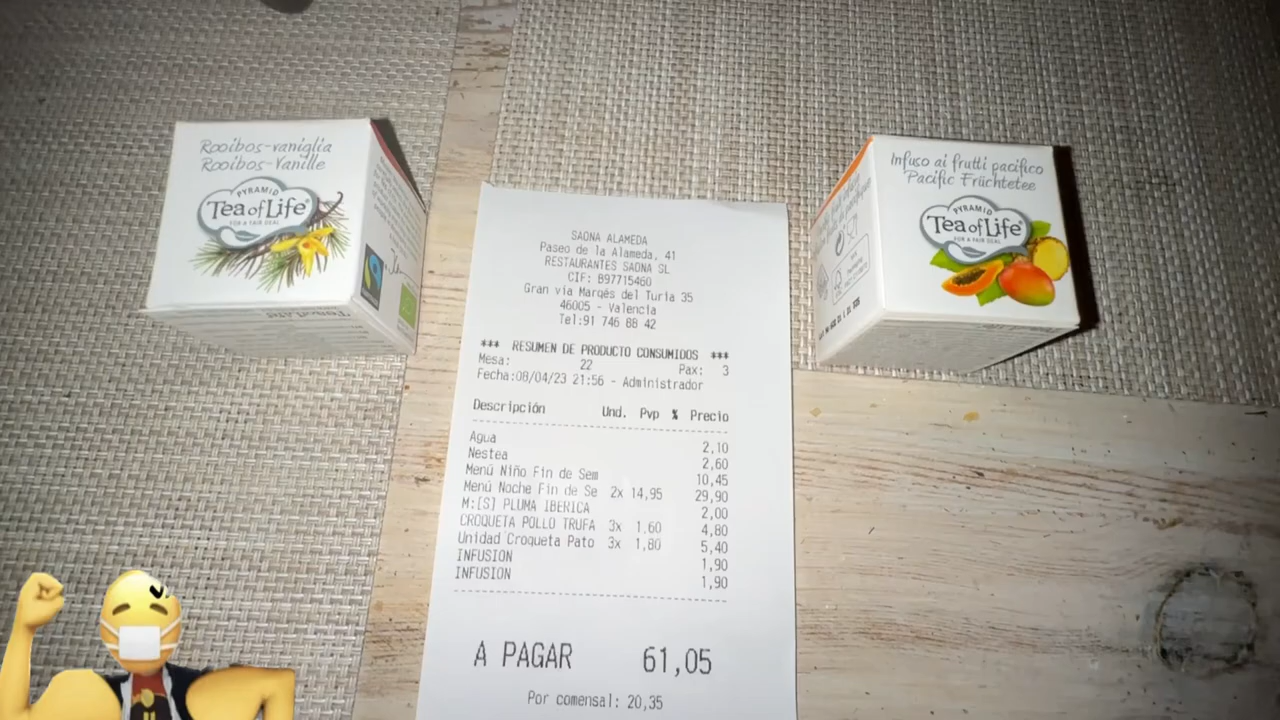 Rooibos-vaniglia
Rooibos-Vanille
PYRAMID
Tea of Life®
FOR A FAIR DEAL
SAONA ALAMEDA
Paseo de la Alameda, 41
RESTAURANTES SAONA SL
CIF: B97715460
Gran vía Marqés del Turia 35
46005 - Valencia
Tel:91 746 88 42
*** RESUMEN DE PRODUCTO CONSUMIDOS ***
Mesa: 22 Pax: 3
Fecha:08/04/23 21:56 - Administrador
Descripción Und. Pvp % Precio
Agua 2,10
Nestea 2,60
Menú Niño Fin de Sem 10,45
Menú Noche Fin de Se 2x 14,95 29,90
M:[S] PLUMA IBERICA 2,00
CROQUETA POLLO TRUFA 3x 1,60 4,80
Unidad Croqueta Pato 3x 1,80 5,40
INFUSION 1,90
INFUSION 1,90
A PAGAR 61,05
Por comensal: 20,35
Infuso ai frutti pacifico
Pacific Früchtetee
PYRAMID
Tea of Life®
FOR A FAIR DEAL